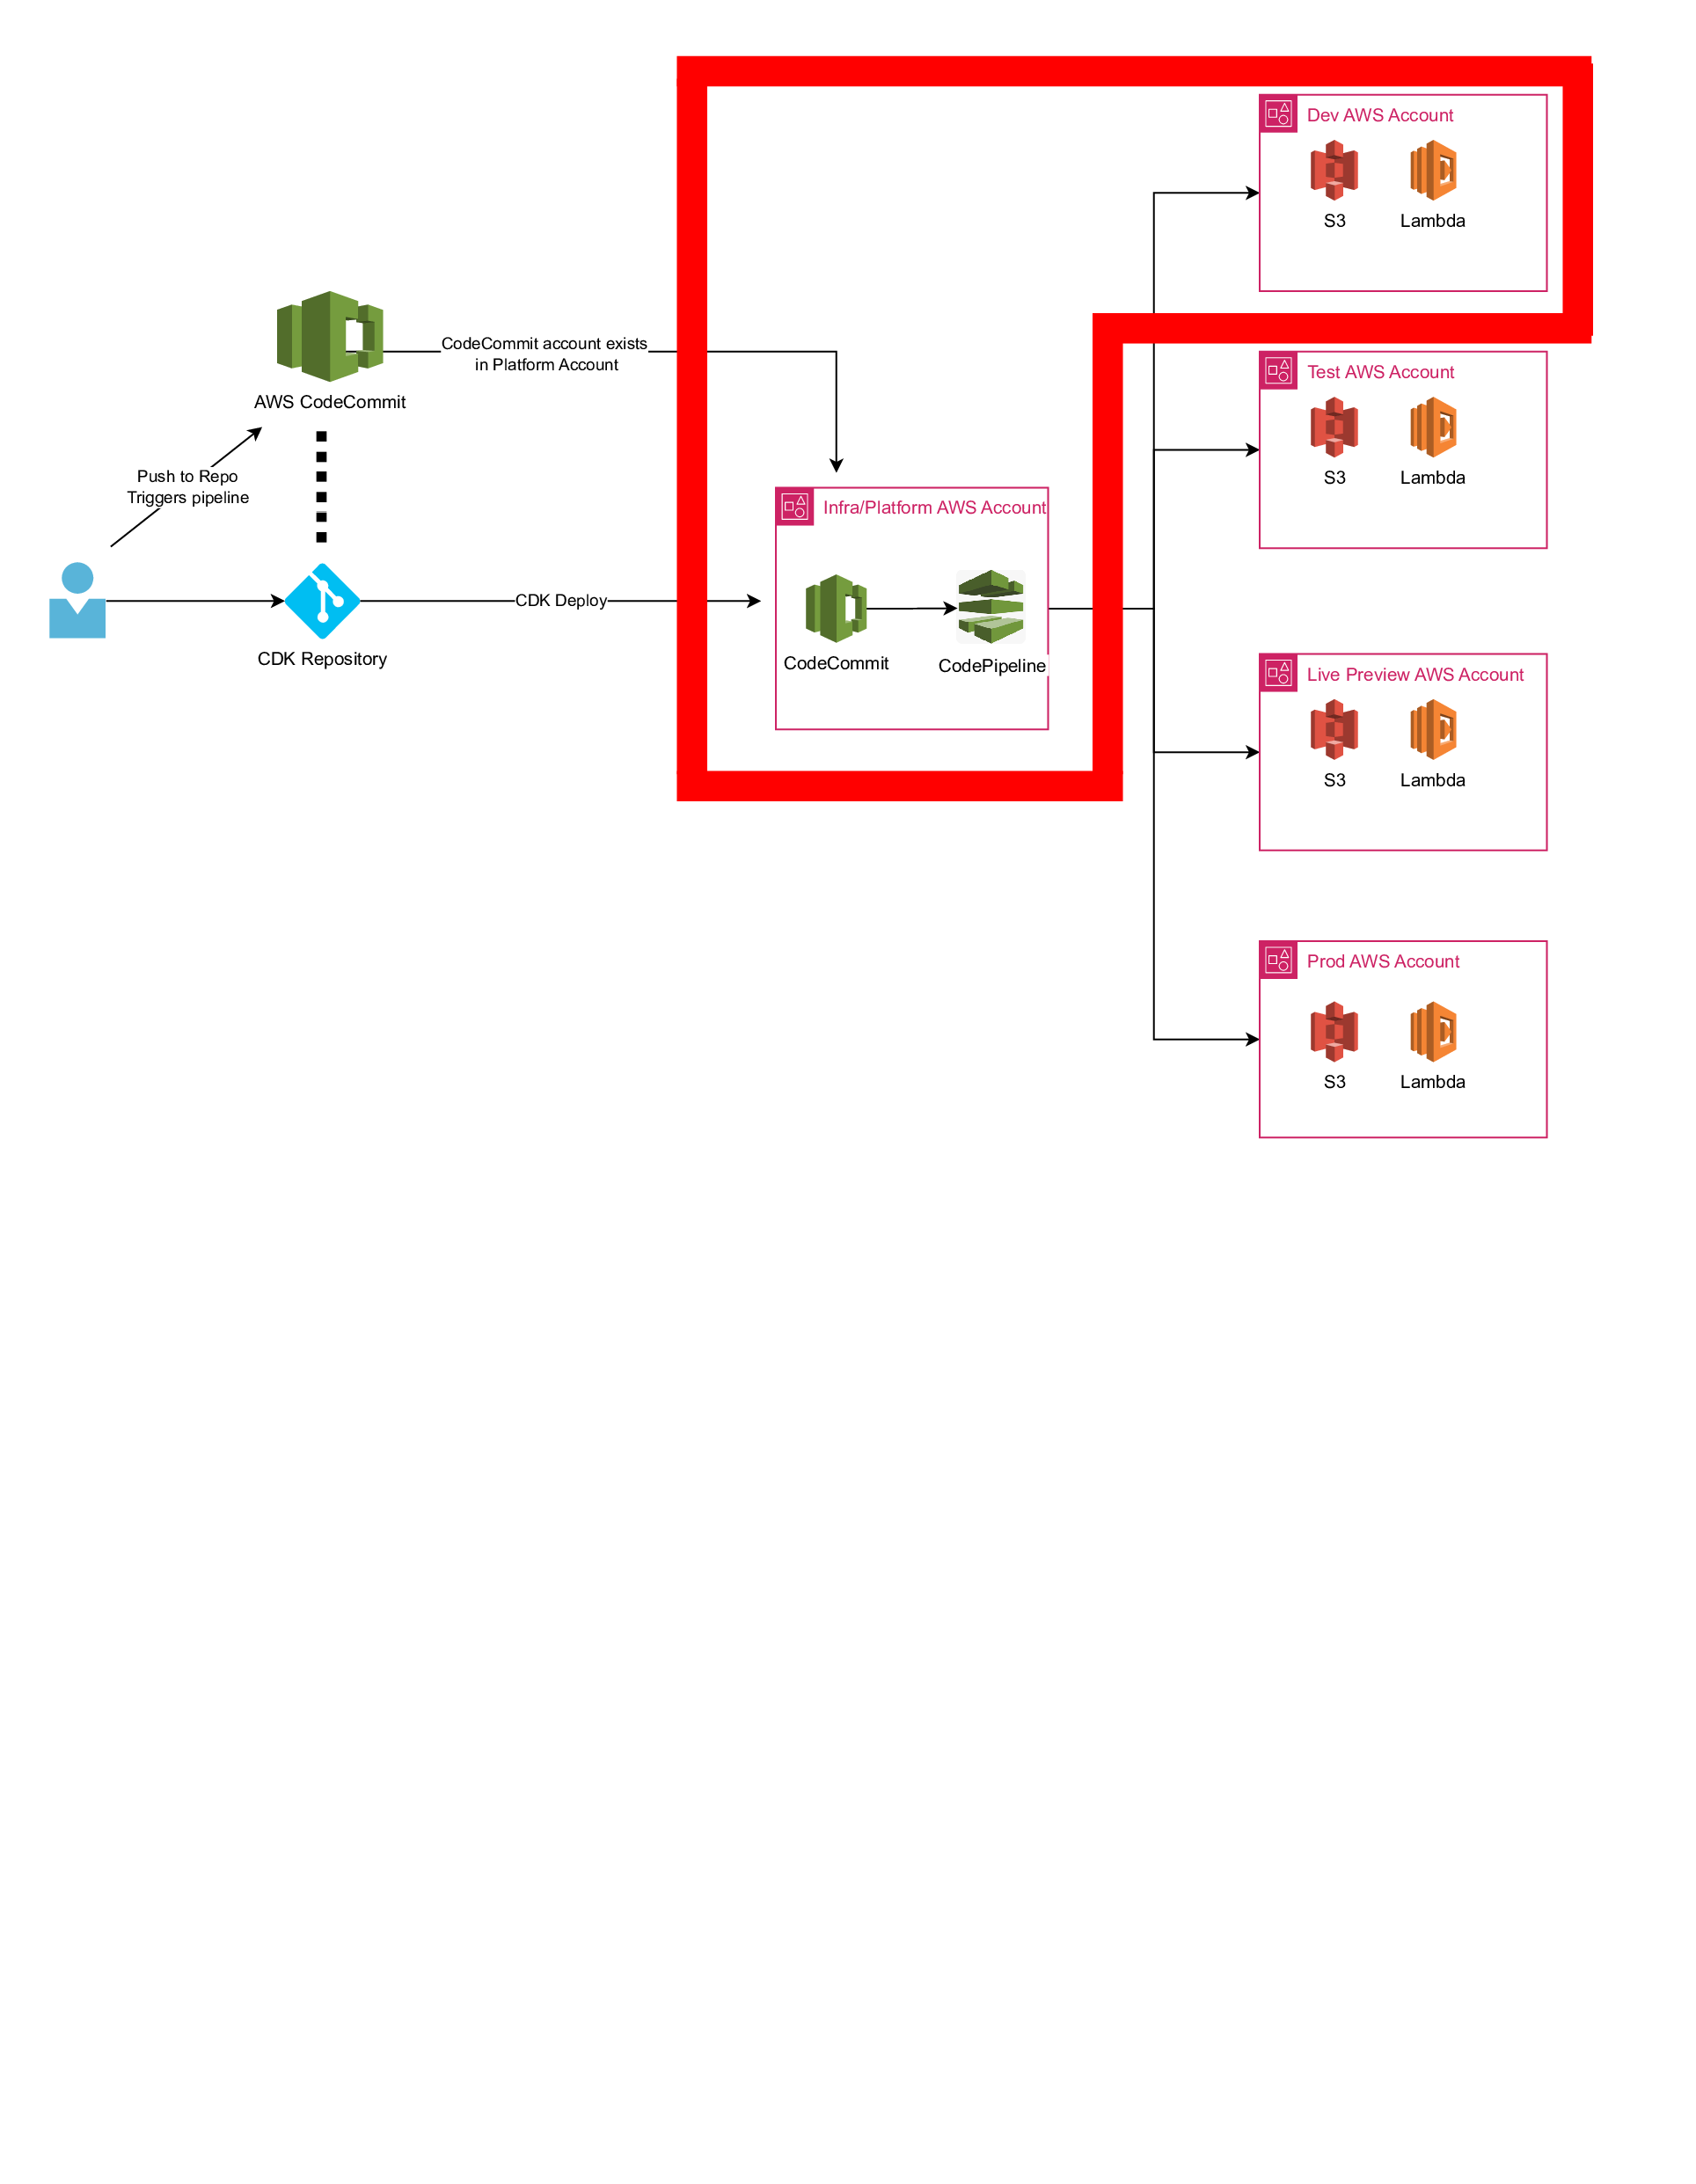 Dev AWS Account
S3
Lambda
CodeCommit account exists
in Platform Account
AWS CodeCommit
Test AWS Account
S3
Lambda
Push to Repo
Triggers pipeline
Infra/Platform AWS Account
CDK Deploy
CDK Repository
CodeCommit
CodePipeline
Live Preview AWS Account
S3
Lambda
Prod AWS Account
S3
Lambda